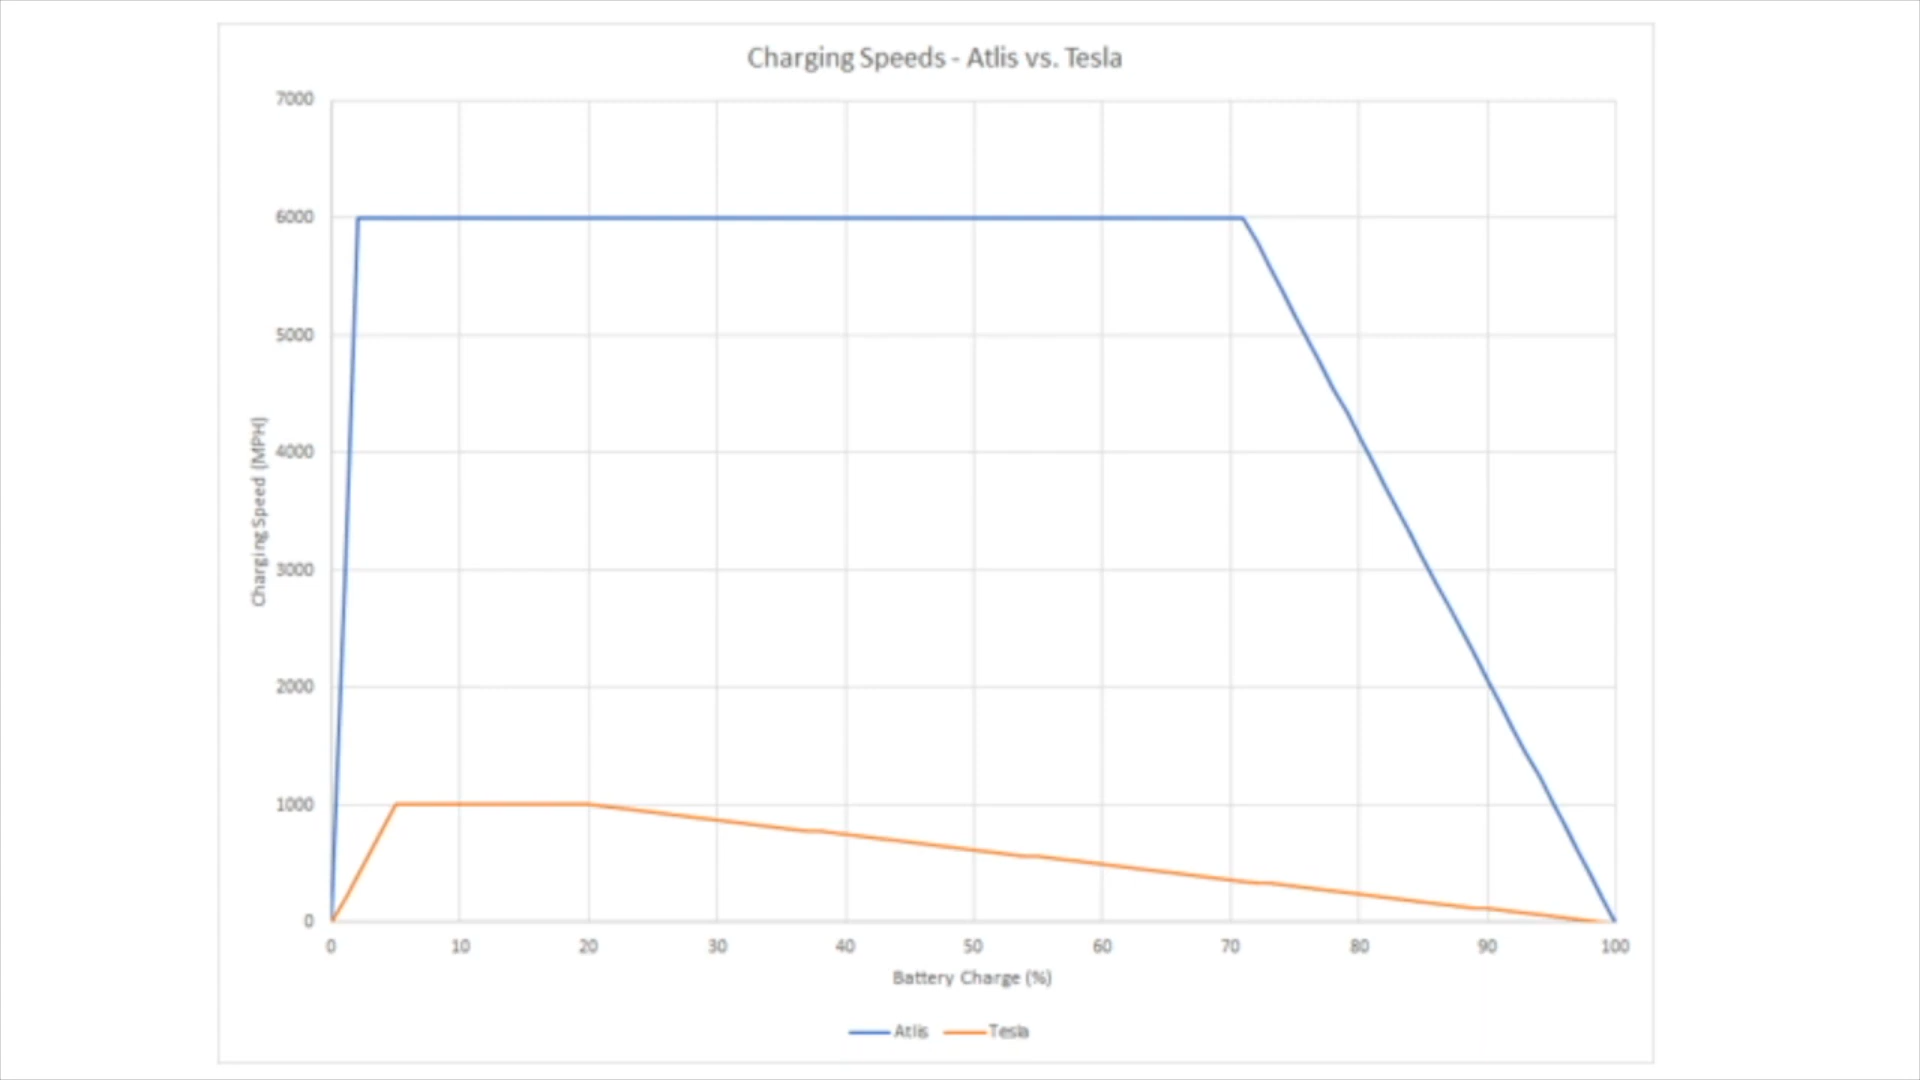 Charging Speeds - Atlis vs. Tesla
7000
6000
5000
4000
3000
2000
1000
0
Charging Speed (MPH)
0 10 20 30 40 50 60 70 80 90 100
Battery Charge (%)
Atlis Tesla